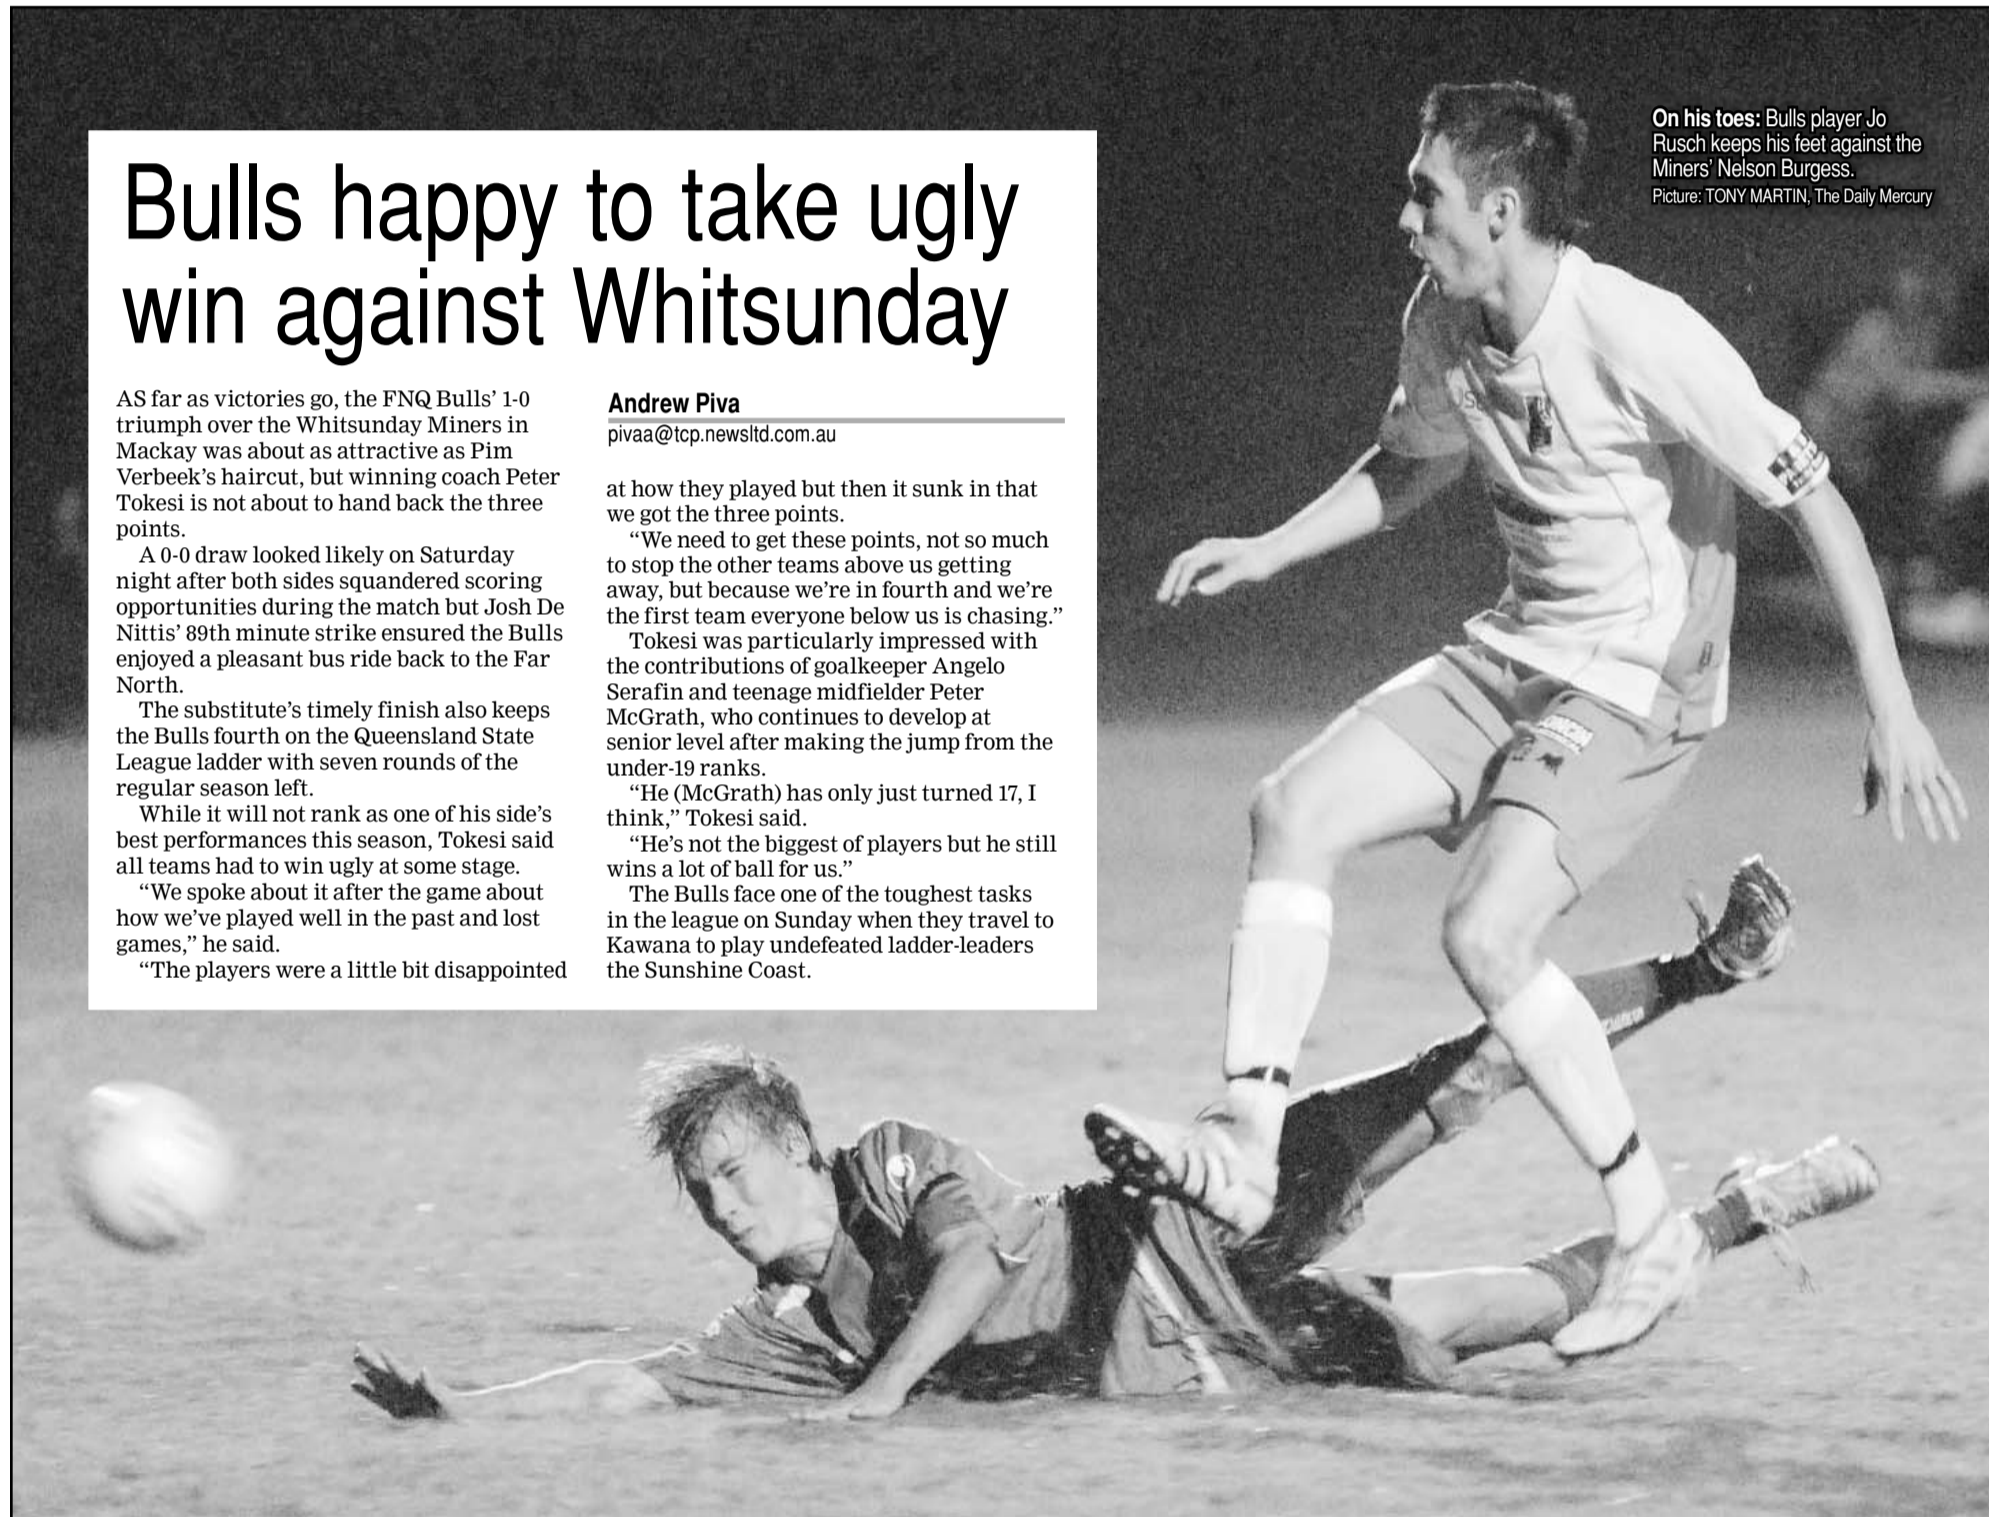 On his toes: Bulls player Jo
Rusch keeps his feet against the
Miners' Nelson Burgess.
Picture: TONY MARTIN, The Daily Mercury
Bulls happy to take ugly
win against Whitsunday
AS far as victories go, the FNQ Bulls' 1-0
triumph over the Whitsunday Miners in
Mackay was about as attractive as Pim
Verbeek's haircut, but winning coach Peter
Tokesi is not about to hand back the three
points.
A 0-0 draw looked likely on Saturday
night after both sides squandered scoring
opportunities during the match but Josh De
Nittis' 89th minute strike ensured the Bulls
enjoyed a pleasant bus ride back to the Far
North.
The substitute's timely finish also keeps
the Bulls fourth on the Queensland State
League ladder with seven rounds of the
regular season left.
While it will not rank as one of his side's
best performances this season, Tokesi said
all teams had to win ugly at some stage.
“We spoke about it after the game about
how we've played well in the past and lost
games,” he said.
“The players were a little bit disappointed
Andrew Piva
pivaa@tcp.newsltd.com.au
at how they played but then it sunk in that
we got the three points.
“We need to get these points, not so much
to stop the other teams above us getting
away, but because we're in fourth and we're
the first team everyone below us is chasing.”
Tokesi was particularly impressed with
the contributions of goalkeeper Angelo
Serafin and teenage midfielder Peter
McGrath, who continues to develop at
senior level after making the jump from the
under-19 ranks.
“He (McGrath) has only just turned 17, I
think,” Tokesi said.
“He's not the biggest of players but he still
wins a lot of ball for us.”
The Bulls face one of the toughest tasks
in the league on Sunday when they travel to
Kawana to play undefeated ladder-leaders
the Sunshine Coast.